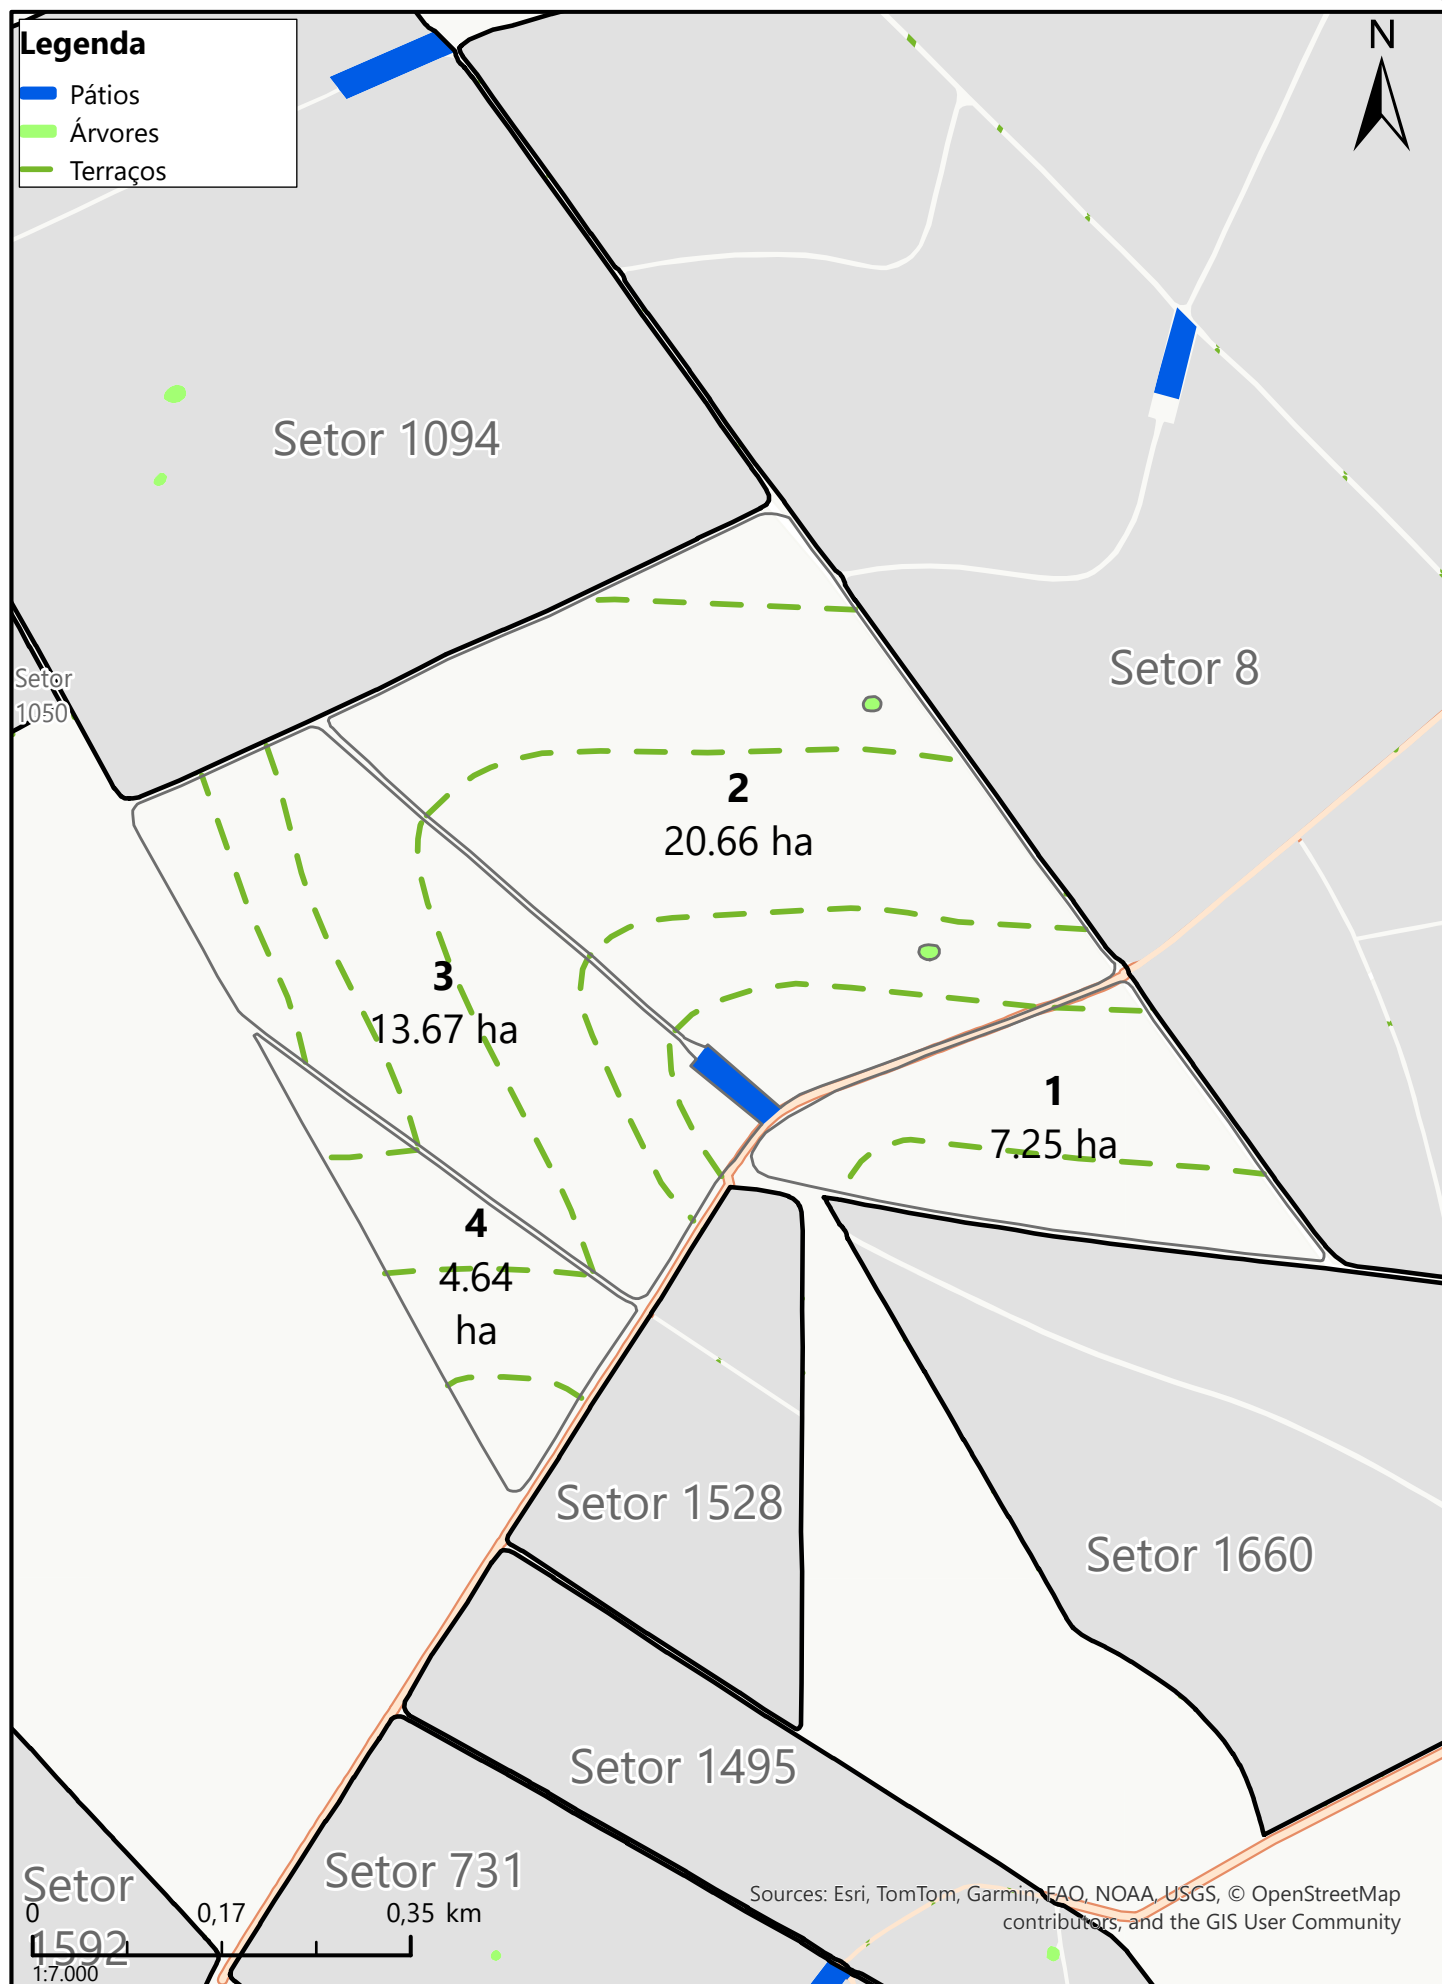 Legenda
Pátios
Árvores
Terraços
N
Setor 1094
Setor 8
Setor
1050
2
20.66 ha
3
13.67 ha
1
7.25 ha
4
4.64
ha
Setor 1528
Setor 1660
Setor 1495
Setor 731
Setor
1592
0 0,17 0,35 km
1:7.000
Sources: Esri, TomTom, Garmin, FAO, NOAA, USGS, © OpenStreetMap
contributors, and the GIS User Community